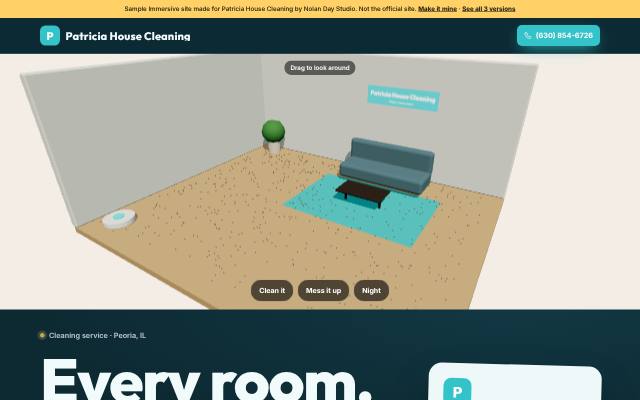 Sample Immersive site made for Patricia House Cleaning by Nolan Day Studio. Not the official site. Make it mine · See all 3 versions
P Patricia House Cleaning
(630) 854-6726
Drag to look around
Patricia House Cleaning
Clean it
Mess it up
Night
Cleaning service · Peoria, IL
Every room.
P